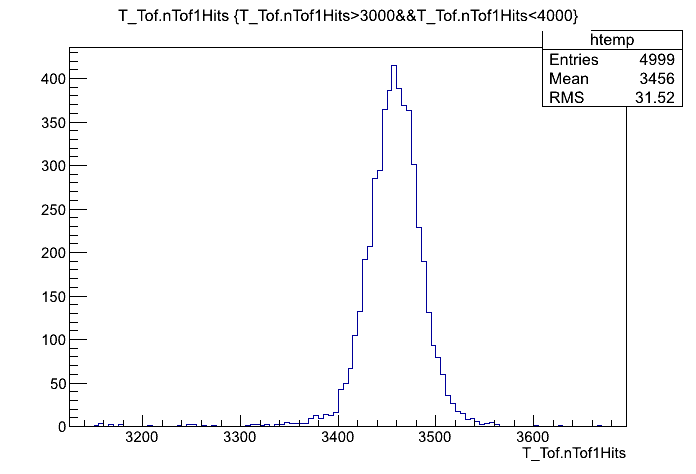 T_Tof.nTof1Hits {T_Tof.nTof1Hits>3000&&T_Tof.nTof1Hits<4000}
htemp
Entries 4999
Mean 3456
RMS 31.52
400
350
300
250
200
150
100
50
0
3200 3300 3400 3500 3600
T_Tof.nTof1Hits